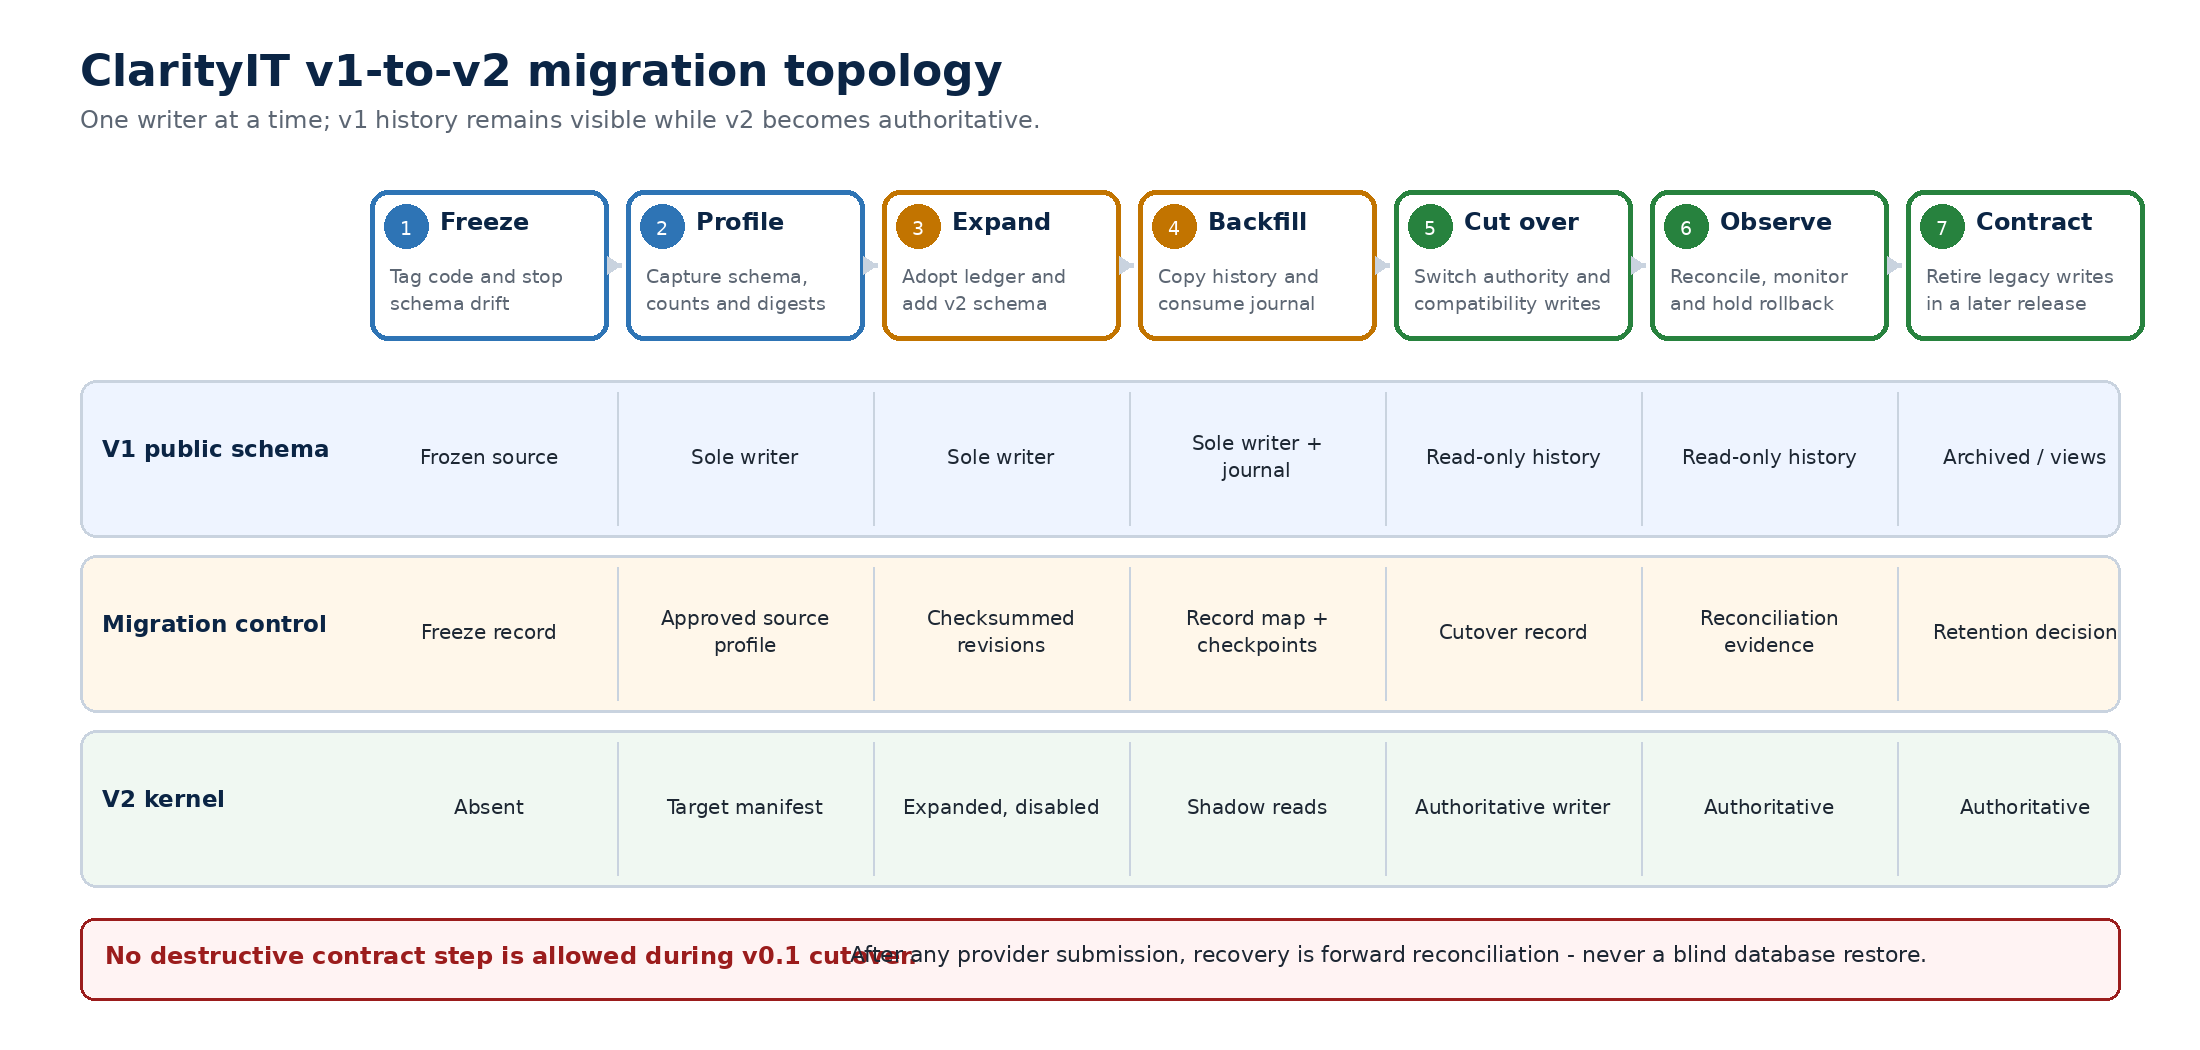 ClarityIT v1-to-v2 migration topology
One writer at a time; v1 history remains visible while v2 becomes authoritative.
1 Freeze
Tag code and stop
schema drift
2 Profile
Capture schema,
counts and digests
3 Expand
Adopt ledger and
add v2 schema
4 Backfill
Copy history and
consume journal
5 Cut over
Switch authority and
compatibility writes
6 Observe
Reconcile, monitor
and hold rollback
7 Contract
Retire legacy writes
in a later release
V1 public schema
Frozen source
Sole writer
Sole writer
Sole writer +
journal
Read-only history
Read-only history
Archived / views
Migration control
Freeze record
Approved source
profile
Checksummed
revisions
Record map +
checkpoints
Cutover record
Reconciliation
evidence
Retention decision
V2 kernel
Absent
Target manifest
Expanded, disabled
Shadow reads
Authoritative writer
Authoritative
Authoritative
No destructive contract step is allowed during v0.1 cutover.
After any provider submission, recovery is forward reconciliation - never a blind database restore.